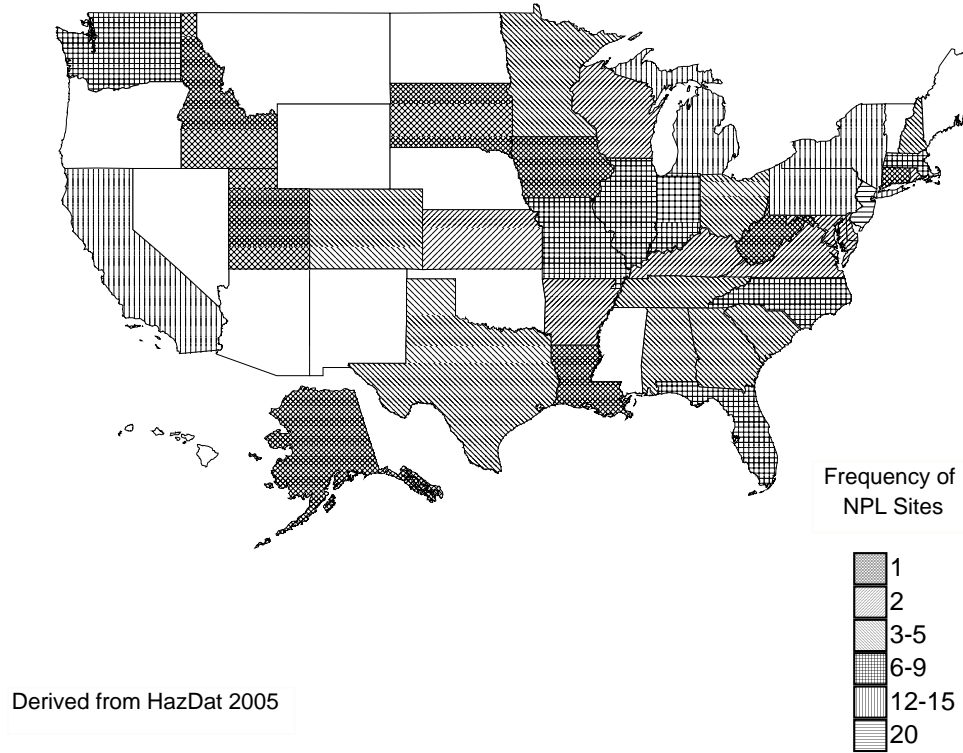 Frequency of
NPL Sites
1
2
3-5
6-9
12-15
20
Derived from HazDat 2005